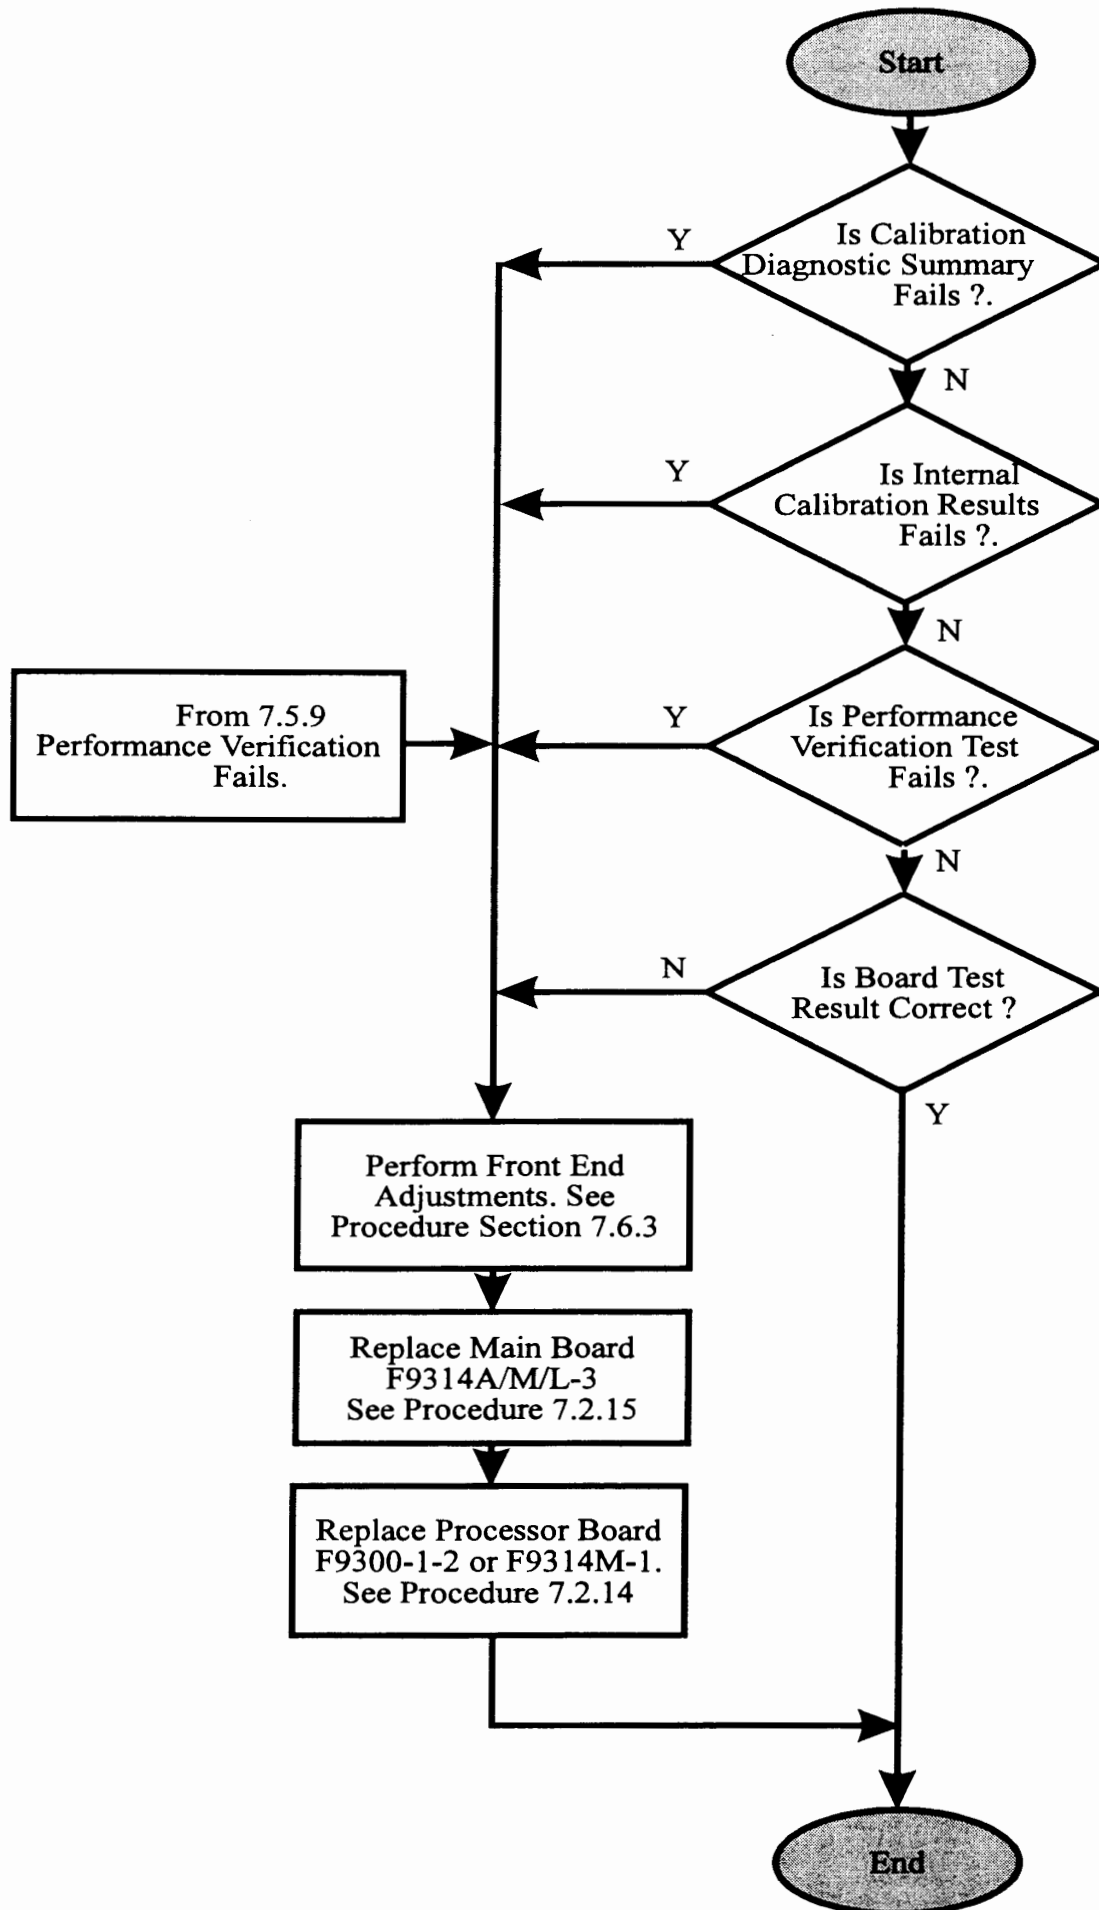 Start
Is Calibration
Diagnostic Summary
Fails ?.
Y
N
Is Internal
Calibration Results
Fails ?.
Y
N
From 7.5.9
Performance Verification
Fails.
Is Performance
Verification Test
Fails ?.
Y
N
Is Board Test
Result Correct ?
N
Y
Perform Front End
Adjustments. See
Procedure Section 7.6.3
Replace Main Board
F9314A/M/L-3
See Procedure 7.2.15
Replace Processor Board
F9300-1-2 or F9314M-1.
See Procedure 7.2.14
End